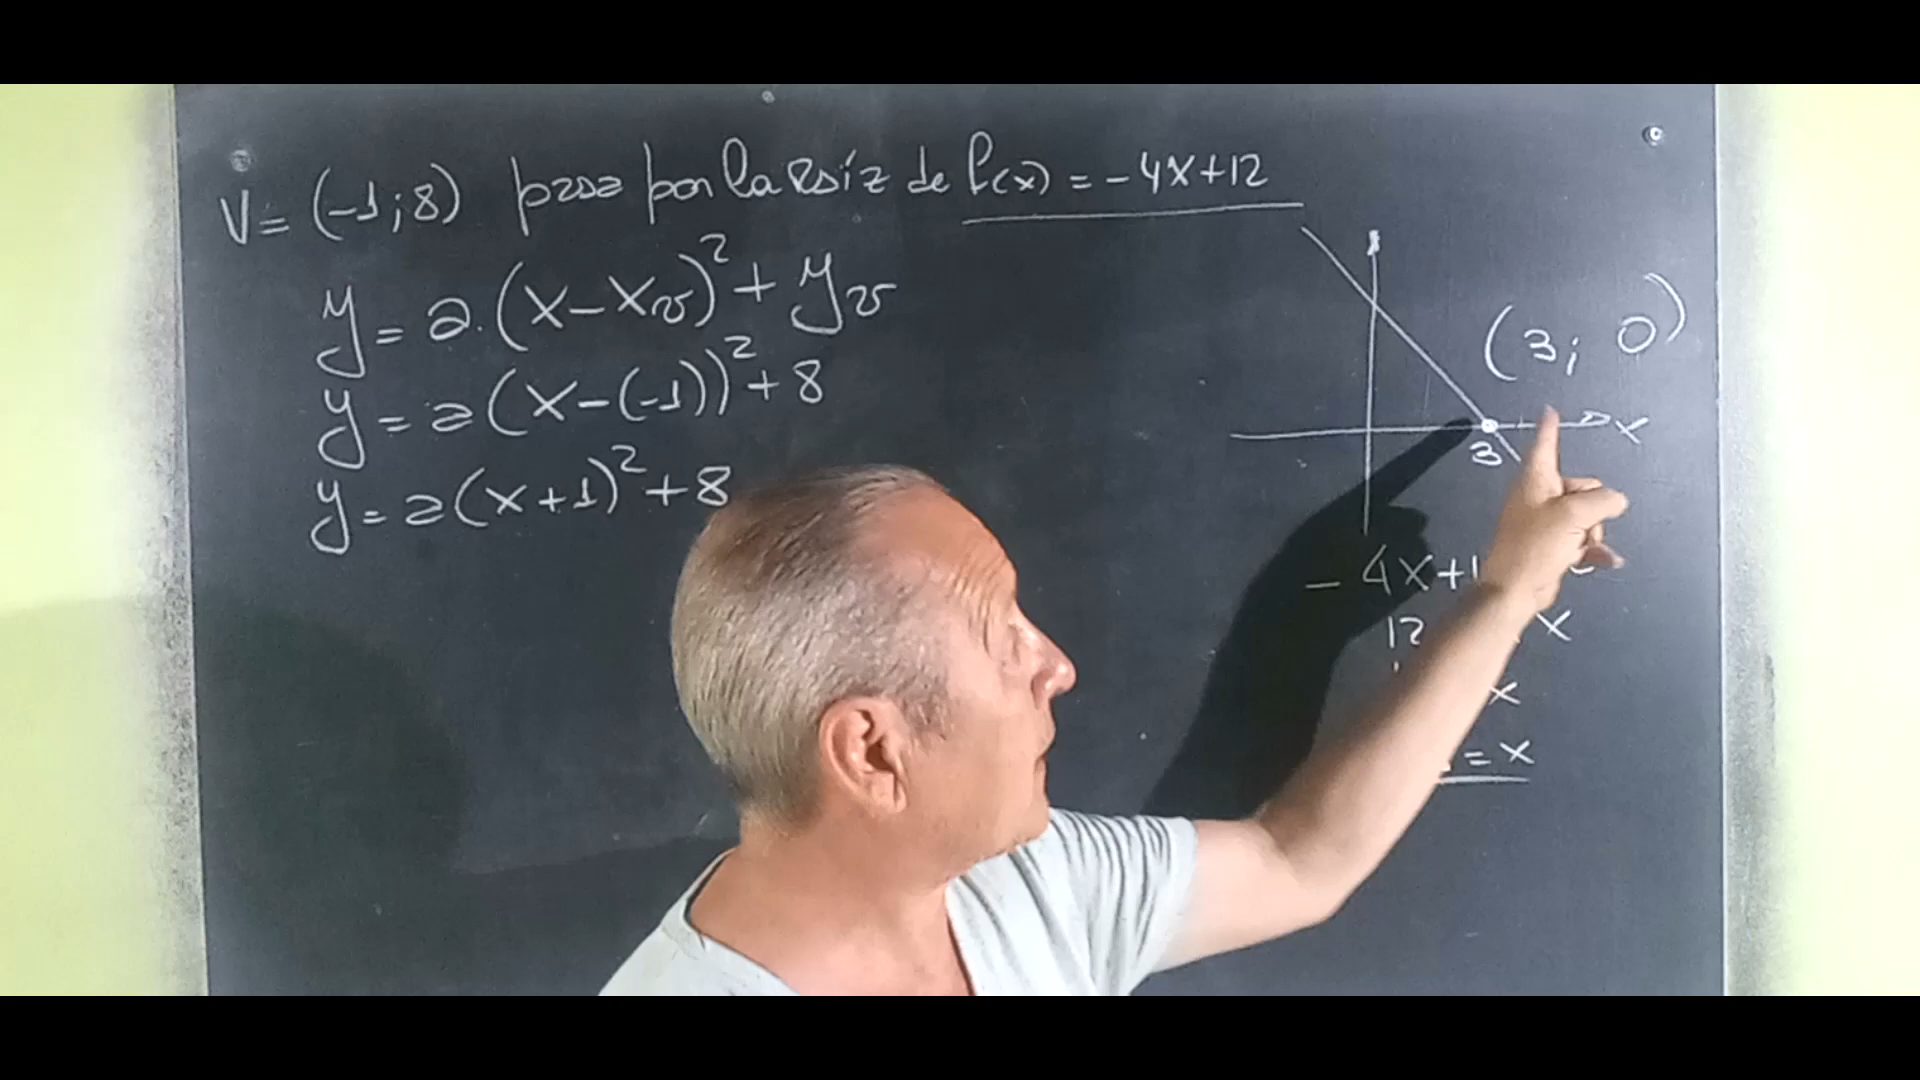 V = (-1; 8) pasa por la raíz de f(x) = -4x+12
y = a.(x-xv)²+yv
y = a(x-(-1))²+8
y = a(x+1)²+8
(3; 0)
x
3
- 4x+1
12 x
x
= x